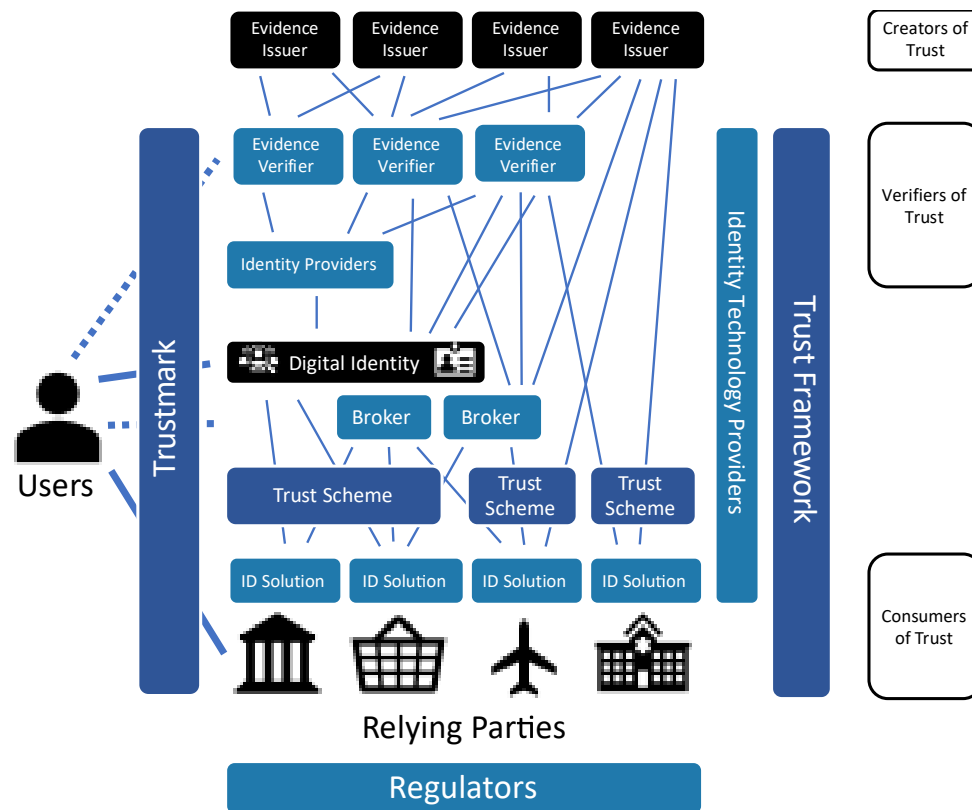 Evidence
Issuer
Evidence
Issuer
Evidence
Issuer
Evidence
Issuer
Creators of
Trust
Evidence
Verifier
Evidence
Verifier
Evidence
Verifier
Verifiers of
Trust
Identity Providers
Digital Identity
Broker
Broker
Trust Scheme
Trust
Scheme
Trust
Scheme
ID Solution
ID Solution
ID Solution
ID Solution
Users
Trustmark
Identity Technology Providers
Trust Framework
Consumers
of Trust
Relying Parties
Regulators